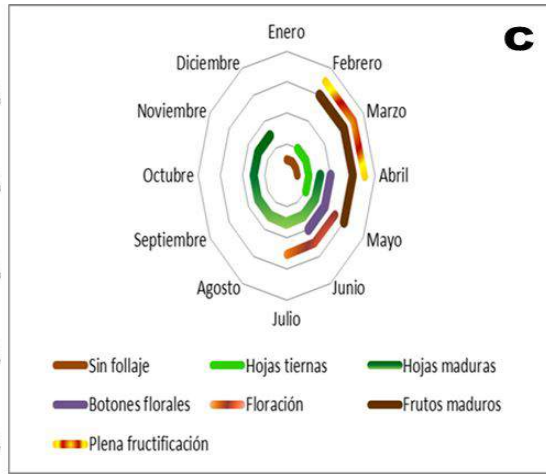 C
Enero
Diciembre Febrero
Noviembre Marzo
Octubre Abril
Septiembre Mayo
Agosto Junio
Julio
Sin follaje Hojas tiernas Hojas maduras
Botones florales Floración Frutos maduros
Plena fructificación